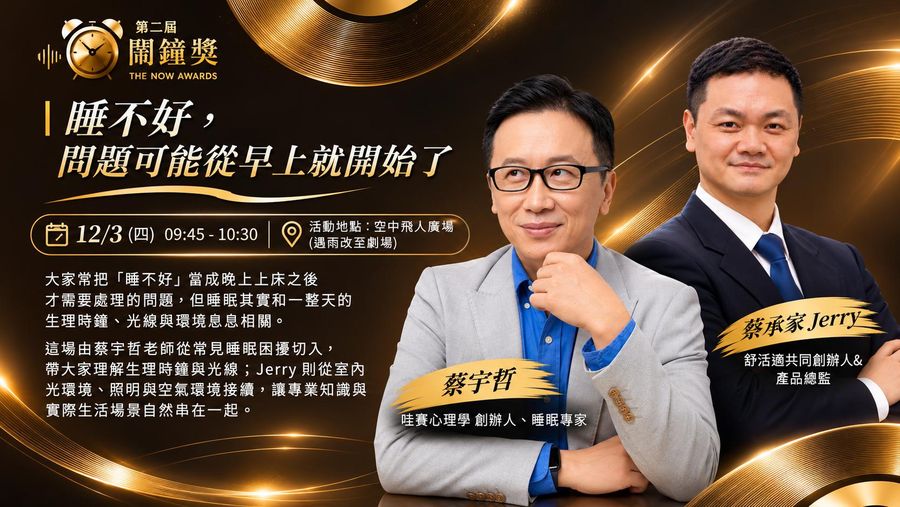 第二屆
鬧鐘獎
THE NOW AWARDS
睡不好，
問題可能從早上就開始了
12/3 (四) 09:45 - 10:30
活動地點：空中飛人廣場
(遇雨改至劇場)
大家常把「睡不好」當成晚上上床之後
才需要處理的問題，但睡眠其實和一整天的
生理時鐘、光線與環境息息相關。
這場由蔡宇哲老師從常見睡眠困擾切入，
帶大家理解生理時鐘與光線；Jerry 則從室內
光環境、照明與空氣環境接續，讓專業知識與
實際生活場景自然串在一起。
蔡宇哲
哇賽心理學 創辦人、睡眠專家
蔡承家 Jerry
舒活適共同創辦人&
產品總監